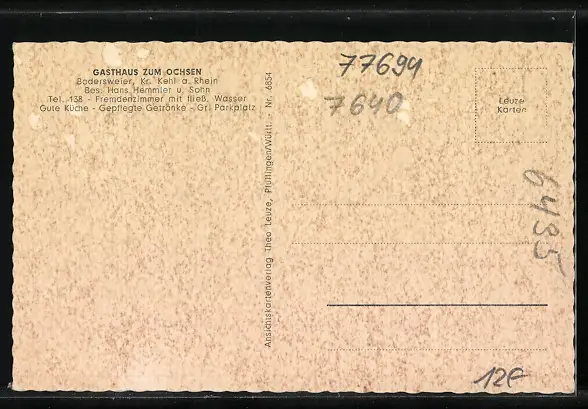 GASTHAUS ZUM OCHSEN
Bodersweier, Kr. Kehl a. Rhein
Bes. Hans Hemmler u. Sohn
Tel. 138 - Fremdenzimmer mit fließ. Wasser
Gute Küche - Gepflegte Getränke - Gr. Parkplatz
Ansichtskartenverlag Theo Leuze, Pfullingen/Württ. - Nr. 6854
77694
7640
Leuze
Karten
6485
12€